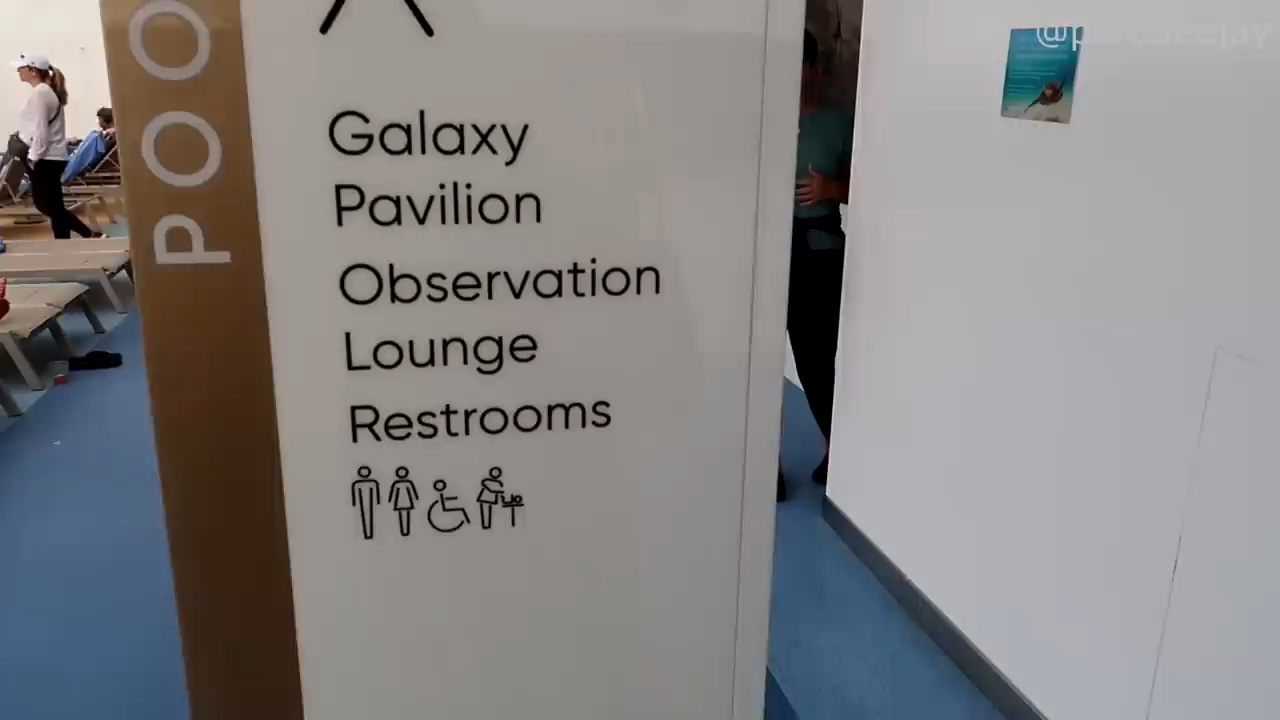 POO
Galaxy
Pavilion
Observation
Lounge
Restrooms